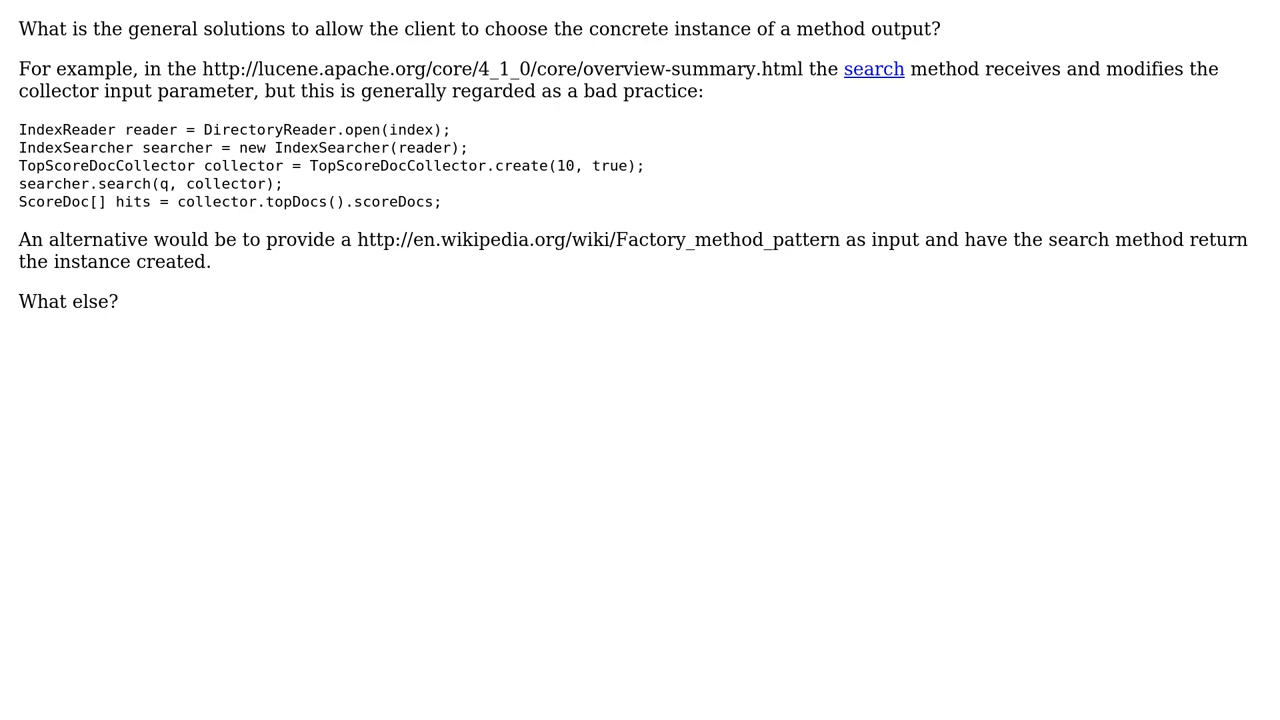 What is the general solutions to allow the client to choose the concrete instance of a method output?
For example, in the http://lucene.apache.org/core/4_1_0/core/overview-summary.html the search method receives and modifies the
collector input parameter, but this is generally regarded as a bad practice:
IndexReader reader = DirectoryReader.open(index);
IndexSearcher searcher = new IndexSearcher(reader);
TopScoreDocCollector collector = TopScoreDocCollector.create(10, true);
searcher.search(q, collector);
ScoreDoc[] hits = collector.topDocs().scoreDocs;
An alternative would be to provide a http://en.wikipedia.org/wiki/Factory_method_pattern as input and have the search method return
the instance created.
What else?